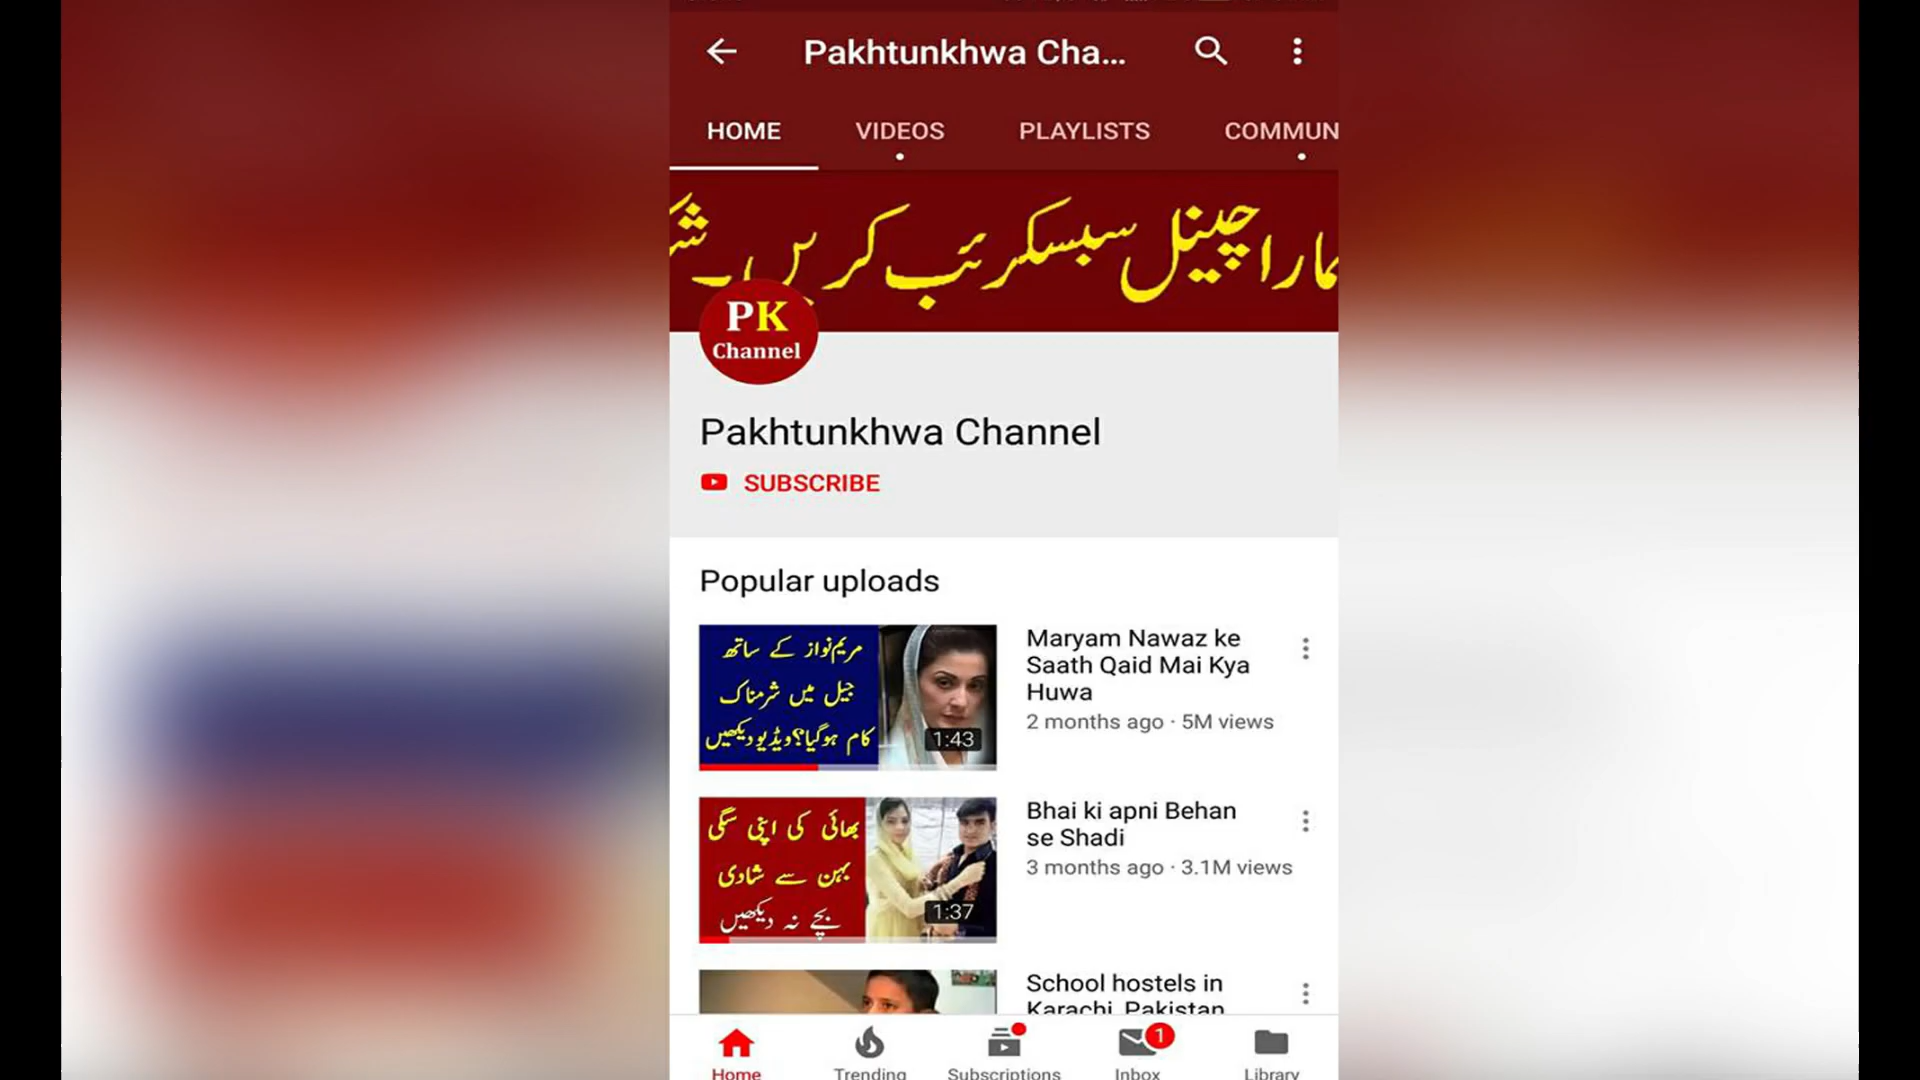 Pakhtunkhwa Cha...
HOME VIDEOS PLAYLISTS COMMUN
چینل سبسکرائب کریں۔
PK
Channel
Pakhtunkhwa Channel
SUBSCRIBE
Popular uploads
مریم نواز کے ساتھ
جیل میں شرمناک
کام ہوگیا؟ ویڈیو دیکھیں
1:43
Maryam Nawaz ke
Saath Qaid Mai Kya
Huwa
2 months ago · 5M views
بھائی کی اپنی سگی
بہن سے شادی
بچے نہ دیکھیں
1:37
Bhai ki apni Behan
se Shadi
3 months ago · 3.1M views
School hostels in
Karachi, Pakistan
1
Home Trending Subscriptions Inbox Library